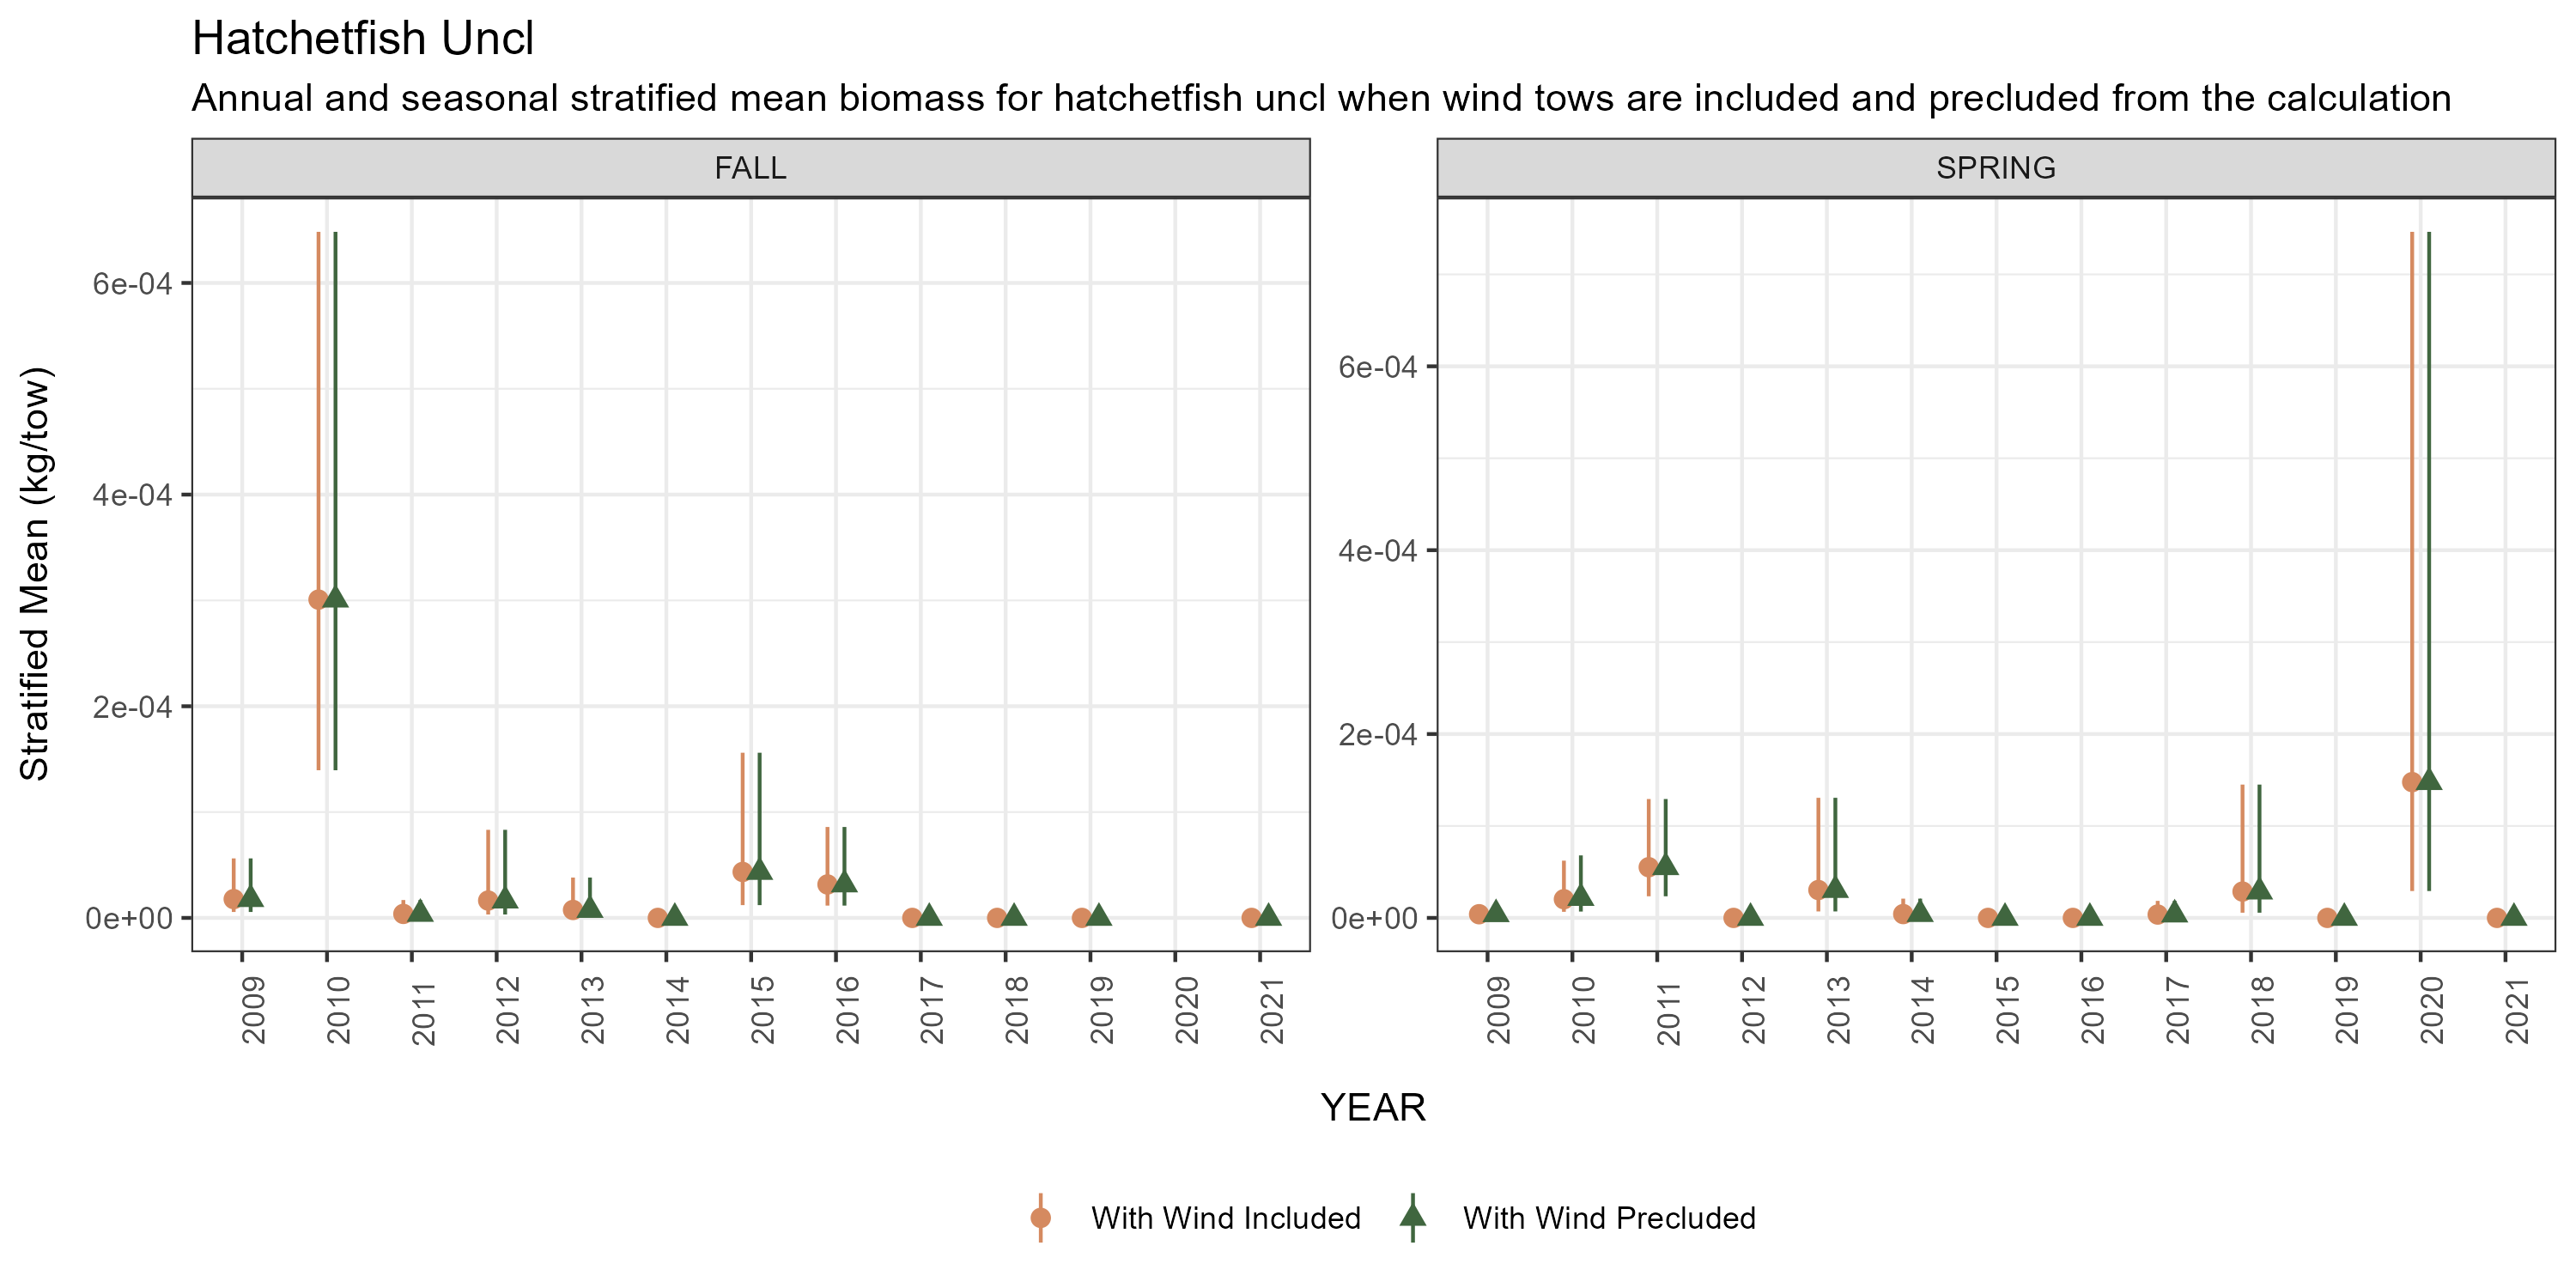 Hatchetfish Uncl
Annual and seasonal stratified mean biomass for hatchetfish uncl when wind tows are included and precluded from the calculation
FALL
SPRING
Stratified Mean (kg/tow)
6e-04
4e-04
2e-04
0e+00
6e-04
4e-04
2e-04
0e+00
2009 2010 2011 2012 2013 2014 2015 2016 2017 2018 2019 2020 2021
2009 2010 2011 2012 2013 2014 2015 2016 2017 2018 2019 2020 2021
YEAR
With Wind Included
With Wind Precluded